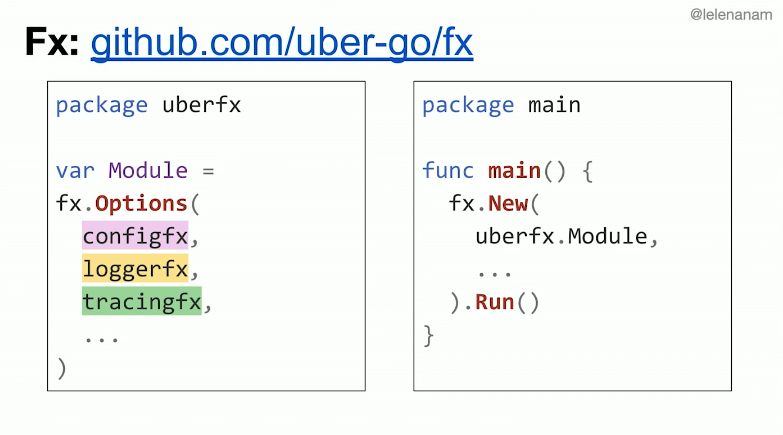 @lelenanam
Fx: github.com/uber-go/fx
package uberfx
var Module =
fx.Options(
configfx,
loggerfx,
tracingfx,
...
)
package main
func main() {
fx.New(
uberfx.Module,
...
).Run()
}